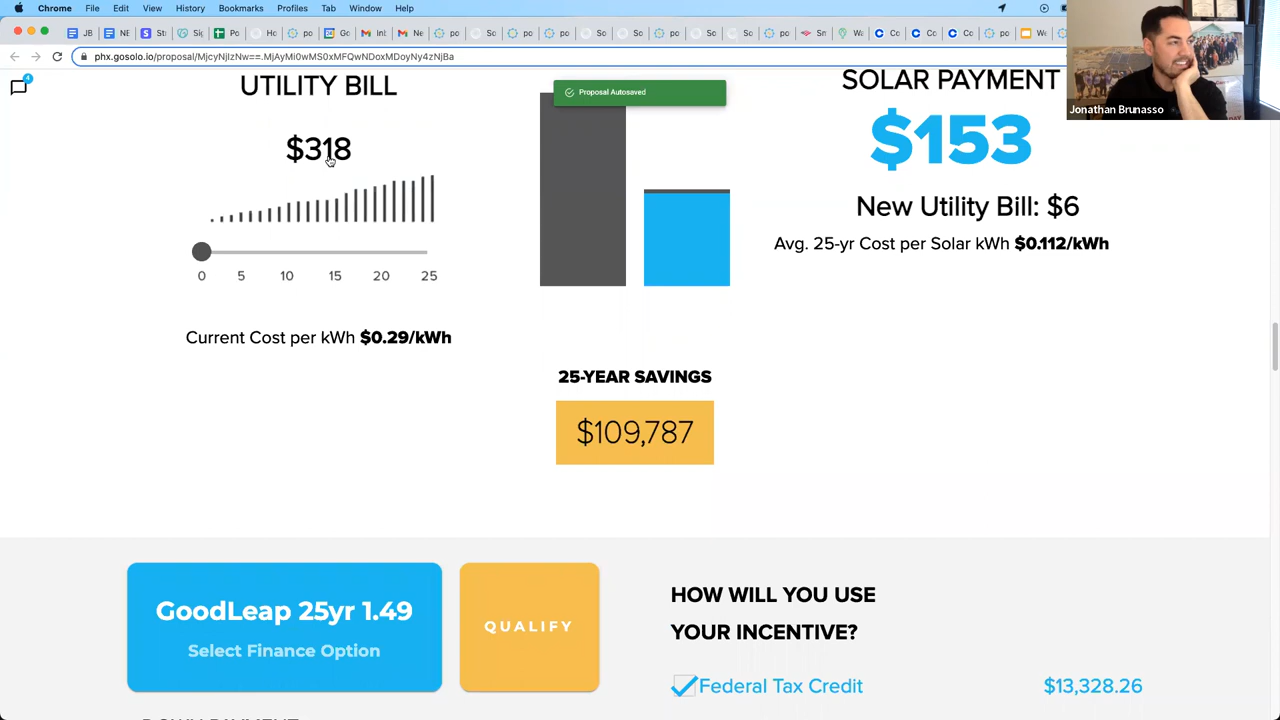 Chrome File Edit View History Bookmarks Profiles Tab Window Help
phx.gosolo.io/proposal/MjcyNjIzNw==.MjAyMi0wMS0xMFQwNDoxMDoyNy4zNjBa
Proposal Autosaved
Jonathan Brunasso
4
UTILITY BILL
$318
0 5 10 15 20 25
Current Cost per kWh $0.29/kWh
SOLAR PAYMENT
$153
New Utility Bill: $6
Avg. 25-yr Cost per Solar kWh $0.112/kWh
25-YEAR SAVINGS
$109,787
GoodLeap 25yr 1.49
Select Finance Option
QUALIFY
HOW WILL YOU USE
YOUR INCENTIVE?
Federal Tax Credit $13,328.26